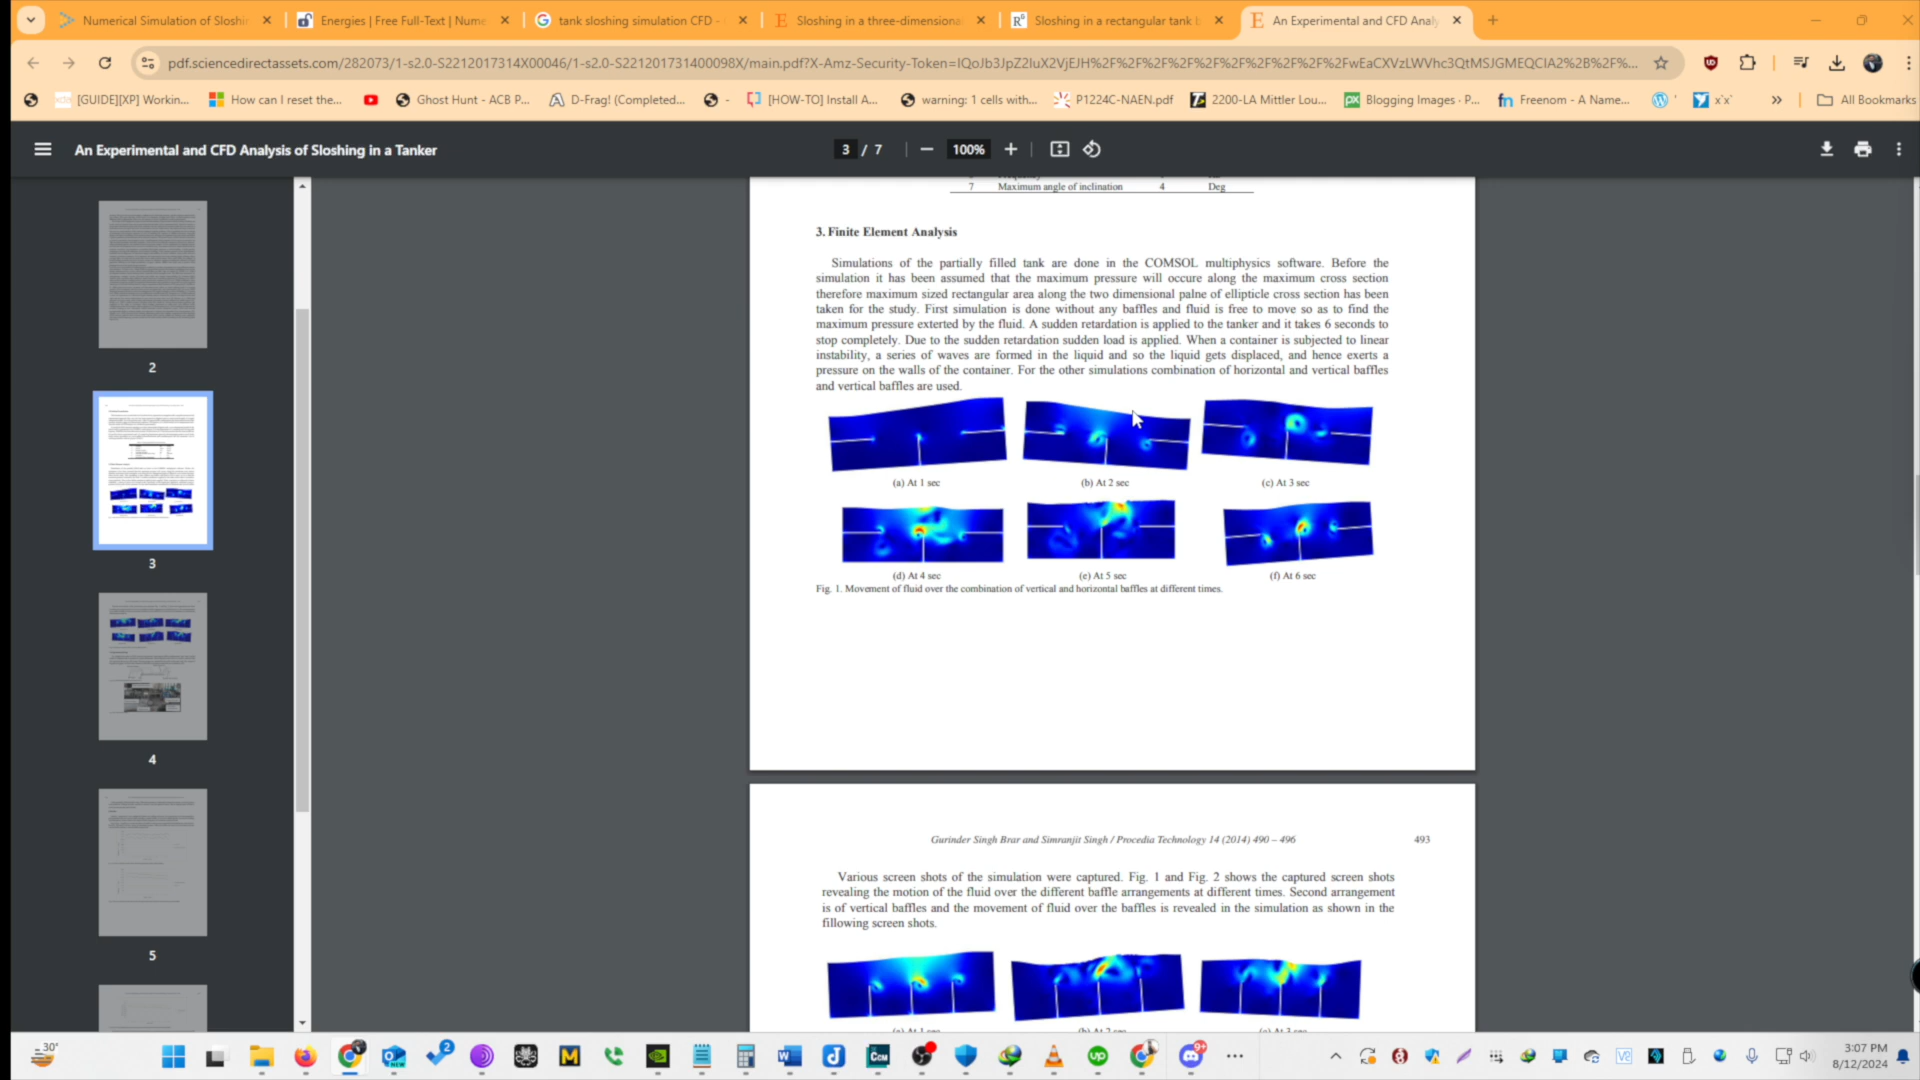 Numerical Simulation of Sloshin
Energies | Free Full-Text | Nume
tank sloshing simulation CFD -
Sloshing in a three-dimensiona
Sloshing in a rectangular tank b
An Experimental and CFD Analy
pdf.sciencedirectassets.com/282073/1-s2.0-S2212017314X00046/1-s2.0-S221201731400098X/main.pdf?X-Amz-Security-Token=IQoJb3JpZ2luX2VjEJH%2F%2F%2F%2F%2F%2F%2F%2F%2F%2FwEaCXVzLWVhc3QtMSJGMEQCIA2%2B%2F%...
[GUIDE][XP] Workin...
How can I reset the...
Ghost Hunt - ACB P...
D-Frag! (Completed...
-
[HOW-TO] Install A...
warning: 1 cells with...
P1224C-NAEN.pdf
2200-LA Mittler Lou...
Blogging Images · P...
Freenom - A Name...
x`x`
All Bookmarks
An Experimental and CFD Analysis of Sloshing in a Tanker
3 / 7
100%
2
3
4
5
7 Maximum angle of inclination 4 Deg
3. Finite Element Analysis
Simulations of the partially filled tank are done in the COMSOL multiphysics software. Before the
simulation it has been assumed that the maximum pressure will occure along the maximum cross section
therefore maximum sized rectangular area along the two dimensional palne of ellipticle cross section has been
taken for the study. First simulation is done without any baffles and fluid is free to move so as to find the
maximum pressure exterted by the fluid. A sudden retardation is applied to the tanker and it takes 6 seconds to
stop completely. Due to the sudden retardation sudden load is applied. When a container is subjected to linear
instability, a series of waves are formed in the liquid and so the liquid gets displaced, and hence exerts a
pressure on the walls of the container. For the other simulations combination of horizontal and vertical baffles
and vertical baffles are used.
(a) At 1 sec
(b) At 2 sec
(c) At 3 sec
(d) At 4 sec
(e) At 5 sec
(f) At 6 sec
Fig. 1. Movement of fluid over the combination of vertical and horizontal baffles at different times.
Gurinder Singh Brar and Simranjit Singh / Procedia Technology 14 (2014) 490 – 496
493
Various screen shots of the simulation were captured. Fig. 1 and Fig. 2 shows the captured screen shots
revealing the motion of the fluid over the different baffle arrangements at different times. Second arrangement
is of vertical baffles and the movement of fluid over the baffles is revealed in the simulation as shown in the
fillowing screen shots.
(a) At 1 sec
(b) At 2 sec
(c) At 3 sec
30°
2
9+
3:07 PM
8/12/2024